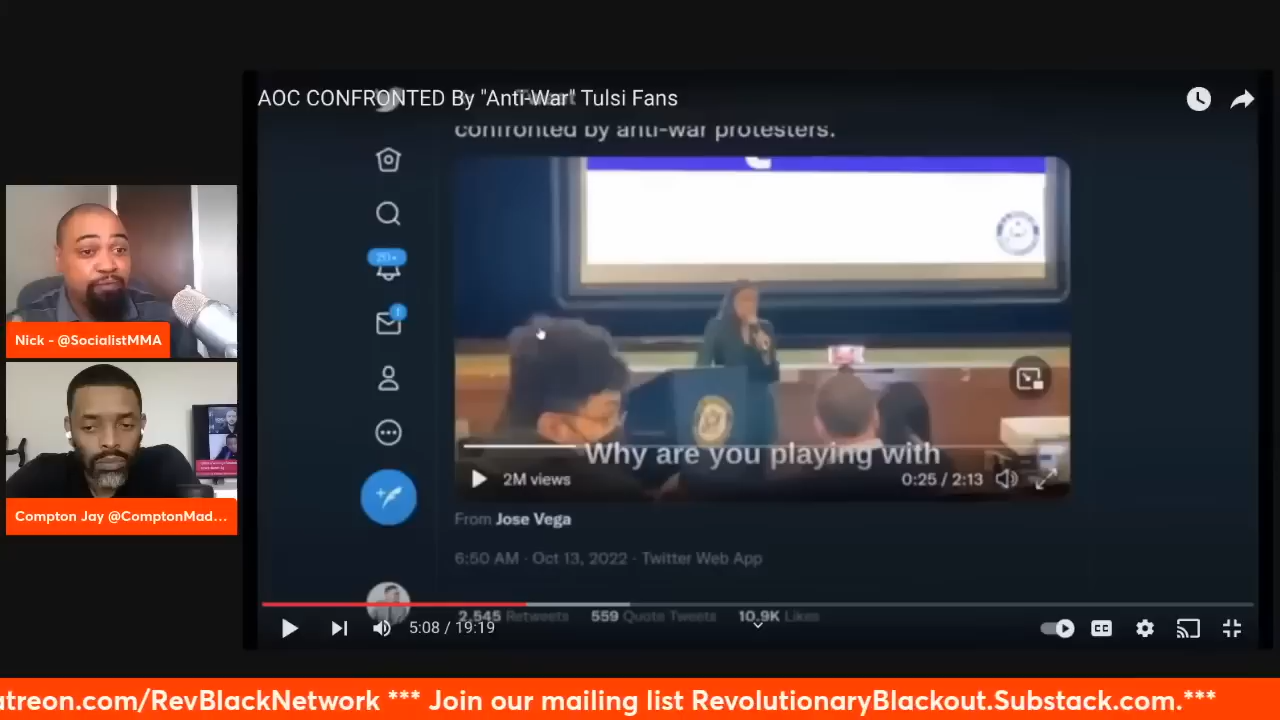 AOC CONFRONTED By "Anti-War" Tulsi Fans
confronted by anti-war protesters.
20+
1
Why are you playing with
2M views
0:25 / 2:13
From Jose Vega
6:50 AM · Oct 13, 2022 · Twitter Web App
2,545 Retweets 559 Quote Tweets 10.9K Likes
5:08 / 19:19
CC
Nick - @SocialistMMA
Compton Jay @ComptonMad...
atreon.com/RevBlackNetwork *** Join our mailing list RevolutionaryBlackout.Substack.com.***